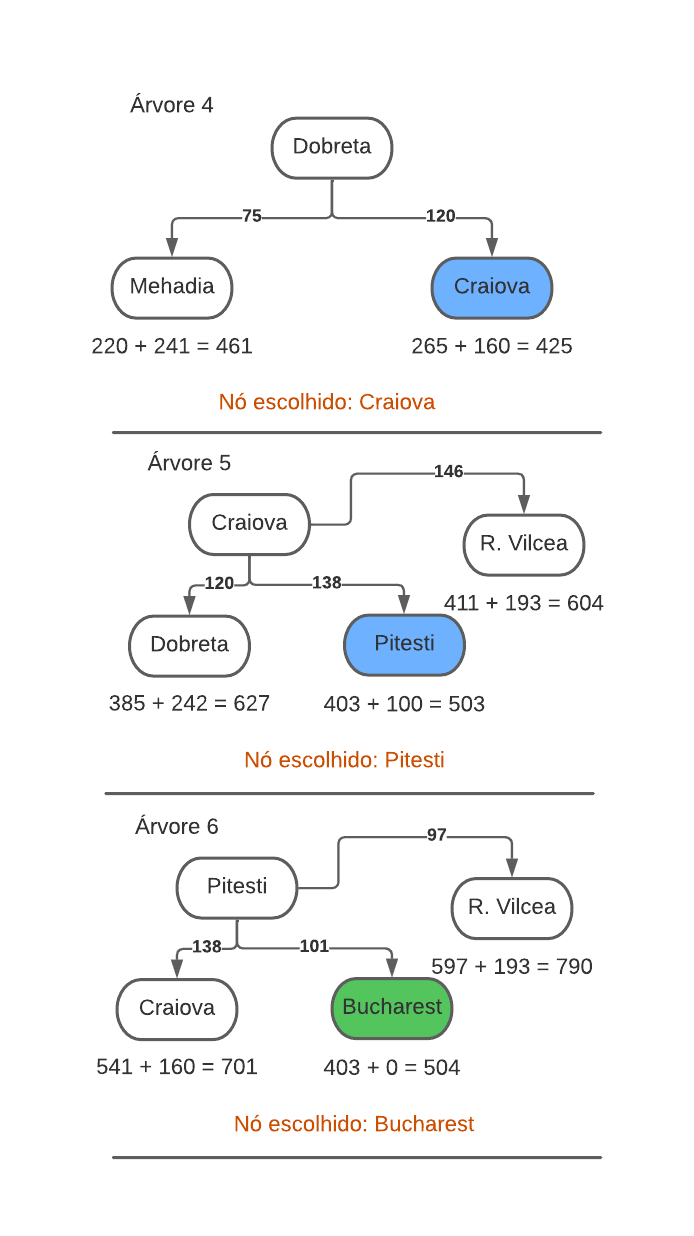 Árvore 4
Dobreta
75
120
Mehadia
Craiova
220 + 241 = 461
265 + 160 = 425
Nó escolhido: Craiova
Árvore 5
146
Craiova
R. Vilcea
120
138
411 + 193 = 604
Dobreta
Pitesti
385 + 242 = 627
403 + 100 = 503
Nó escolhido: Pitesti
Árvore 6
97
Pitesti
R. Vilcea
138
101
597 + 193 = 790
Craiova
Bucharest
541 + 160 = 701
403 + 0 = 504
Nó escolhido: Bucharest